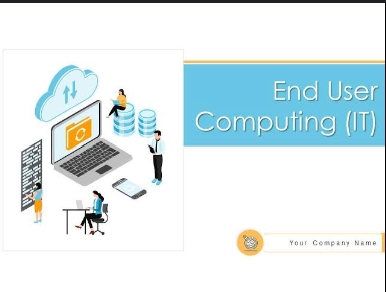 End User
Computing (IT)
Your Company Name